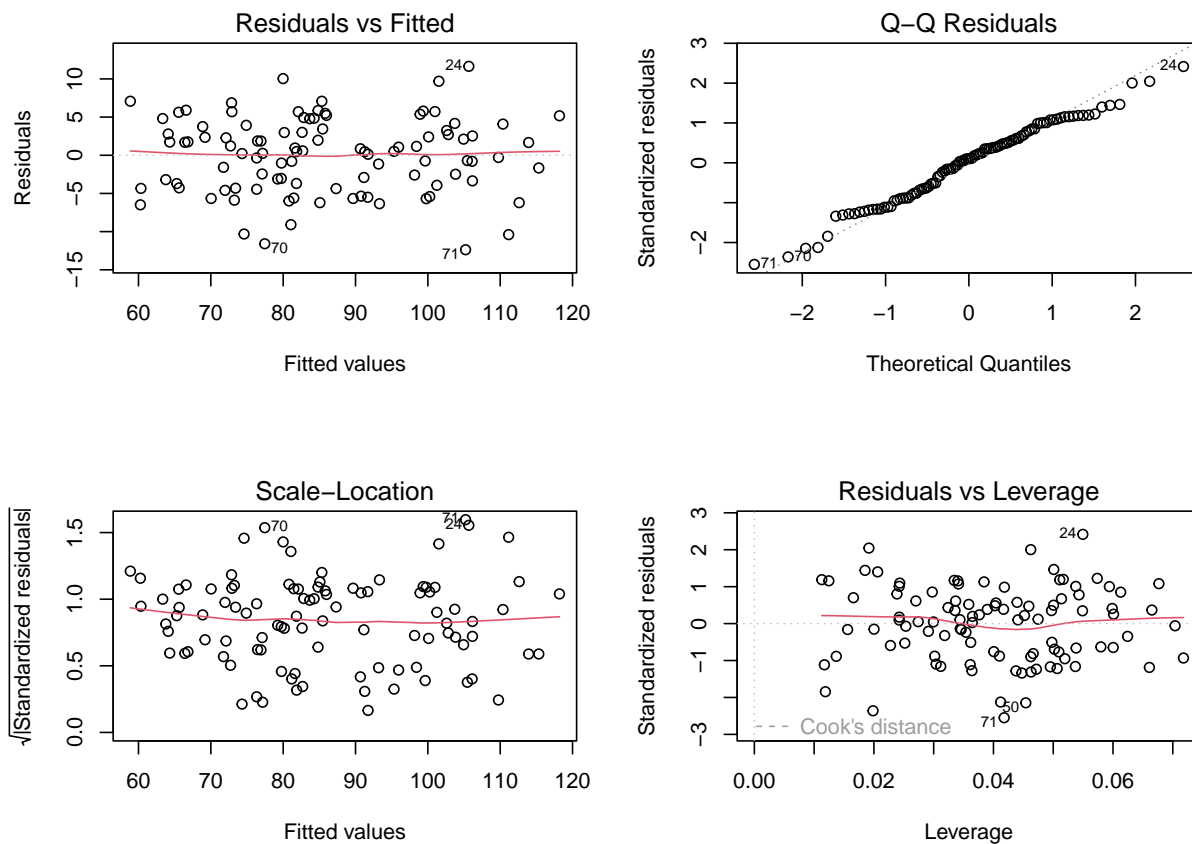 Residuals vs Fitted
Residuals
10
5
0
−5
−15
24
70
71
60 70 80 90 100 110 120
Fitted values
Q−Q Residuals
Standardized residuals
3
2
1
0
−2
24
71
70
−2 −1 0 1 2
Theoretical Quantiles
Scale−Location
√|Standardized residuals|
1.5
1.0
0.5
0.0
70
71
24
60 70 80 90 100 110 120
Fitted values
Residuals vs Leverage
Standardized residuals
3
2
1
0
−1
−3
24
50
71
Cook's distance
0.00 0.02 0.04 0.06
Leverage